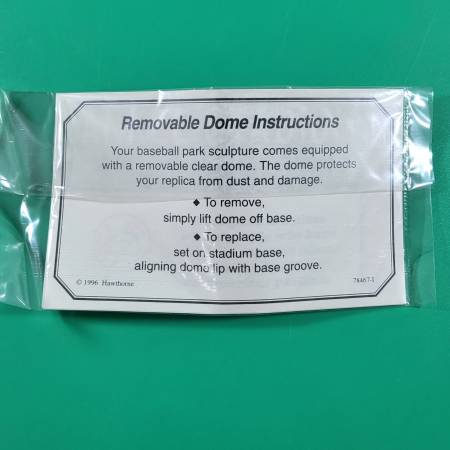 Removable Dome Instructions
Your baseball park sculpture comes equipped
with a removable clear dome. The dome protects
your replica from dust and damage.
◆ To remove,
simply lift dome off base.
◆ To replace,
set on stadium base,
aligning dome lip with base groove.
© 1996 Hawthorne
78467-1